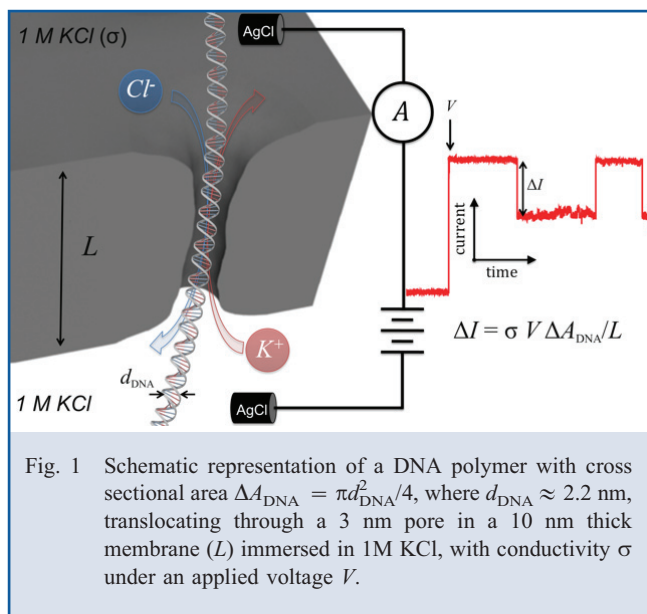 1 M KCl (σ)
AgCl
Cl⁻
A
V
ΔI
current
time
L
ΔI = σ V ΔA_DNA/L
K⁺
d_DNA
1 M KCl
AgCl
Fig. 1 Schematic representation of a DNA polymer with cross
sectional area ΔA_DNA = πd²_DNA/4, where d_DNA ≈ 2.2 nm,
translocating through a 3 nm pore in a 10 nm thick
membrane (L) immersed in 1M KCl, with conductivity σ
under an applied voltage V.